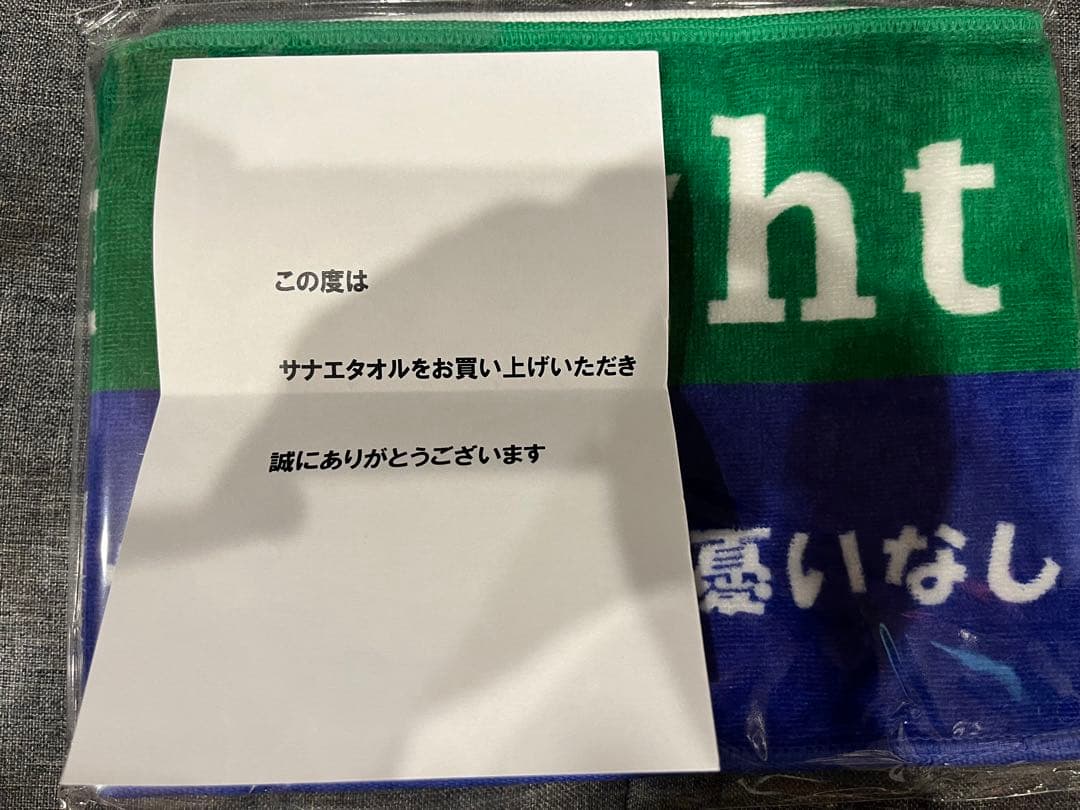 ht
この度は
サナエタオルをお買い上げいただき
誠にありがとうございます
憂いなし